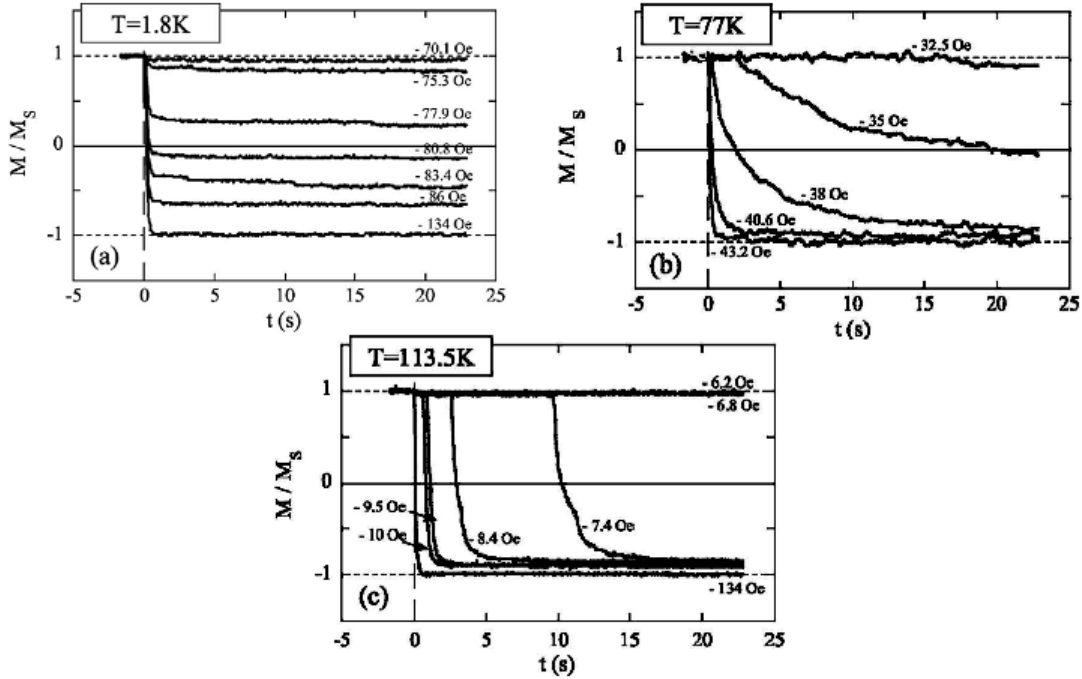 T=1.8K
M / M_S
1
0
-1
- 70.1 Oe
- 75.3 Oe
- 77.9 Oe
- 80.8 Oe
- 83.4 Oe
- 86 Oe
- 134 Oe
(a)
-5 0 5 10 15 20 25
t (s)
T=77K
M / M_S
1
0
-1
- 32.5 Oe
- 35 Oe
- 38 Oe
- 40.6 Oe
- 43.2 Oe
(b)
-5 0 5 10 15 20 25
t (s)
T=113.5K
M / M_S
1
0
-1
- 6.2 Oe
- 6.8 Oe
- 9.5 Oe
- 10 Oe
- 8.4 Oe
- 7.4 Oe
- 134 Oe
(c)
-5 0 5 10 15 20 25
t (s)